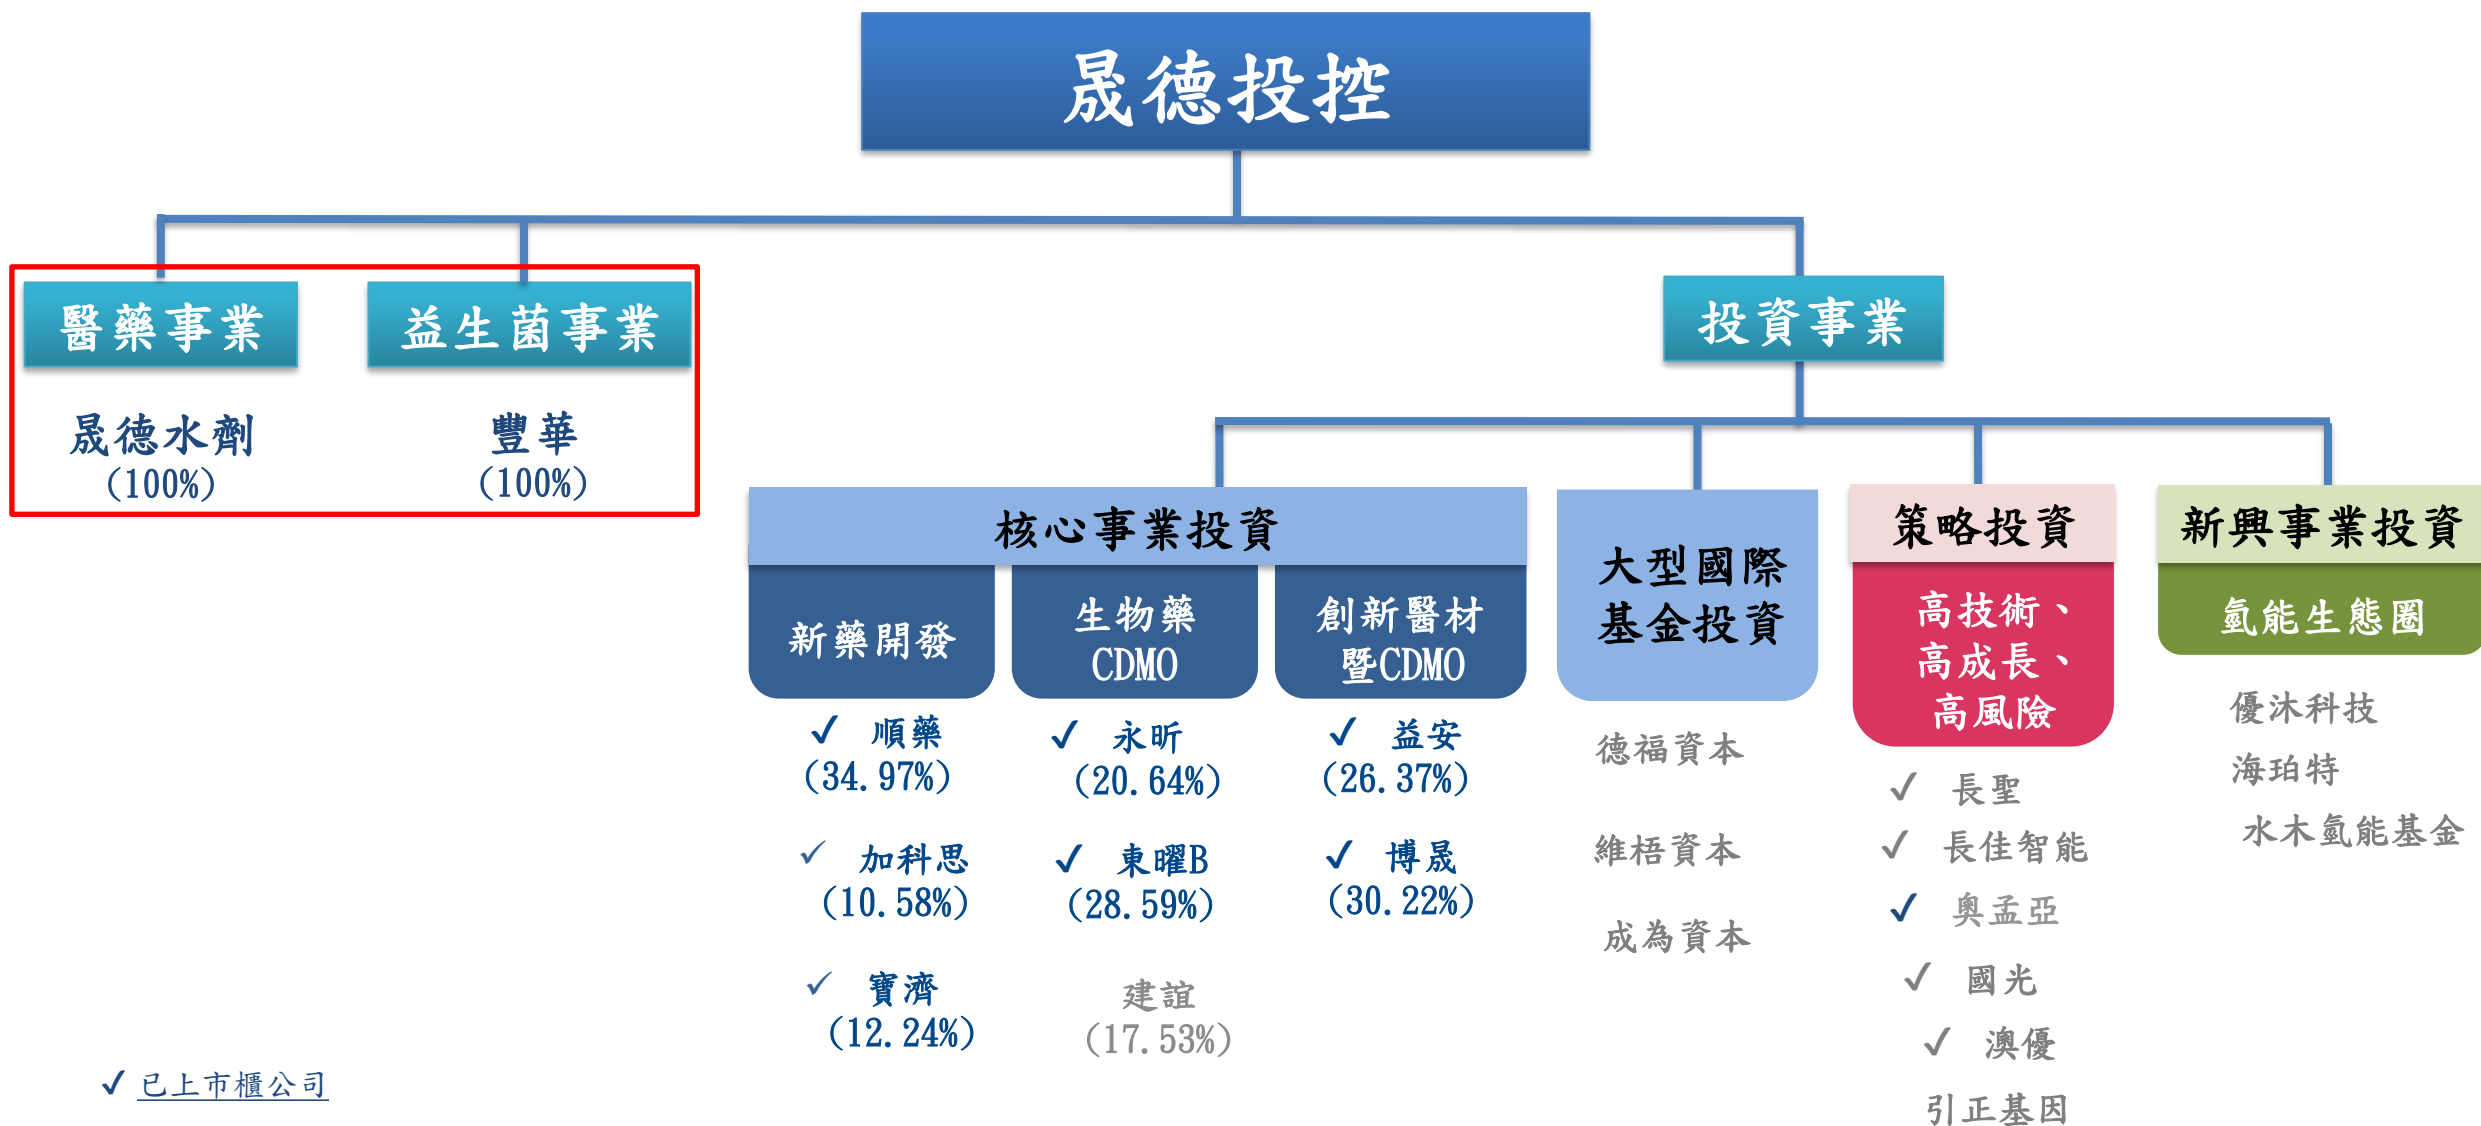 晟德投控
醫藥事業
晟德水劑
(100%)
益生菌事業
豐華
(100%)
投資事業
核心事業投資
新藥開發
✓ 順藥
(34.97%)
✓ 加科思
(10.58%)
✓ 寶濟
(12.24%)
生物藥
CDMO
✓ 永昕
(20.64%)
✓ 東曜B
(28.59%)
建誼
(17.53%)
創新醫材
暨CDMO
✓ 益安
(26.37%)
✓ 博晟
(30.22%)
大型國際
基金投資
德福資本
維梧資本
成為資本
策略投資
高技術、
高成長、
高風險
✓ 長聖
✓ 長佳智能
✓ 奧孟亞
✓ 國光
✓ 澳優
引正基因
新興事業投資
氫能生態圈
優沐科技
海珀特
水木氫能基金
✓ 已上市櫃公司